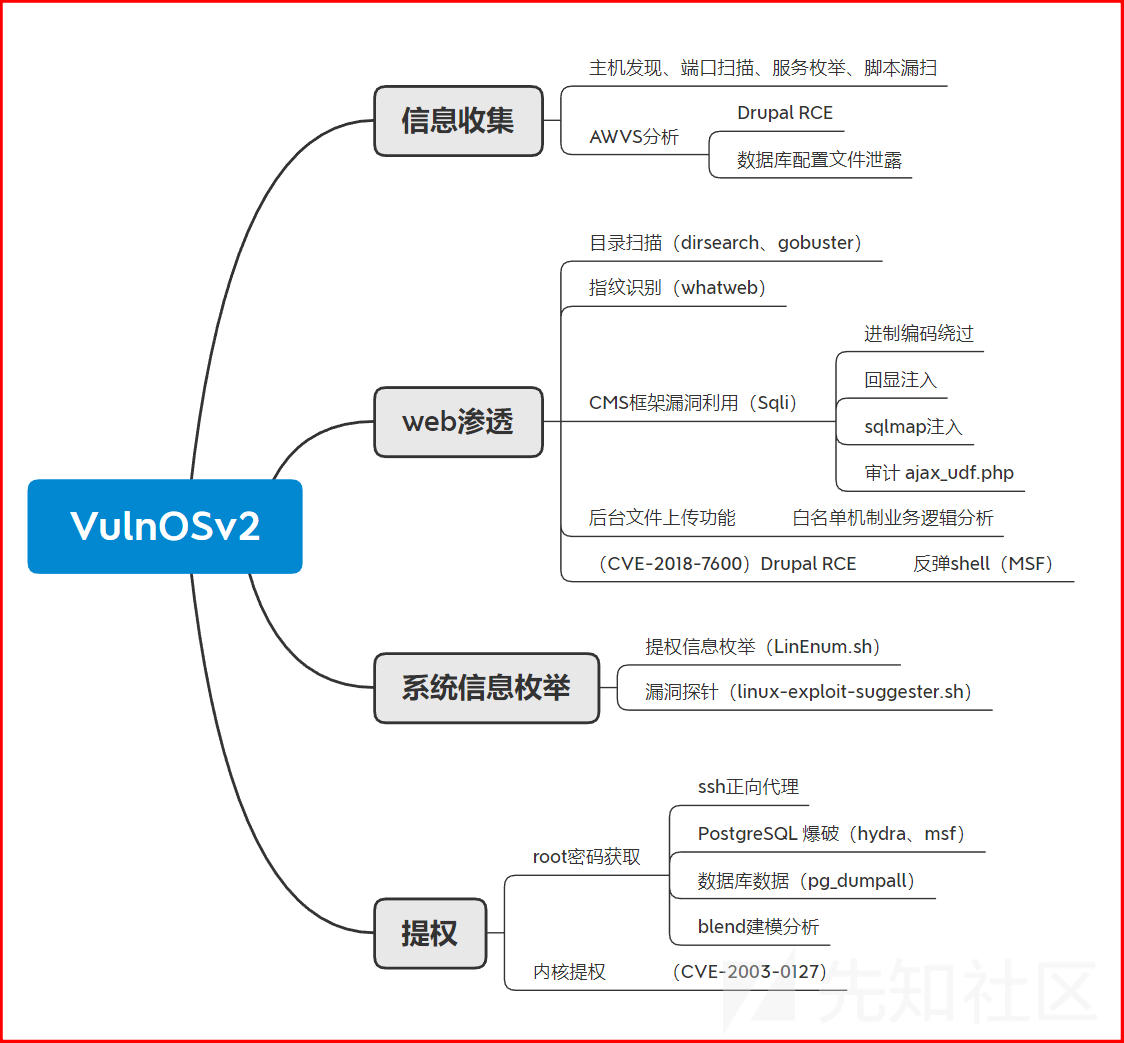 VulnOSv2
信息收集
主机发现、端口扫描、服务枚举、脚本漏扫
AWVS分析
Drupal RCE
数据库配置文件泄露
web渗透
目录扫描（dirsearch、gobuster）
指纹识别（whatweb）
CMS框架漏洞利用（Sqli）
进制编码绕过
回显注入
sqlmap注入
审计 ajax_udf.php
后台文件上传功能 白名单机制业务逻辑分析
（CVE-2018-7600）Drupal RCE 反弹shell（MSF）
系统信息枚举
提权信息枚举（LinEnum.sh）
漏洞探针（linux-exploit-suggester.sh）
提权
root密码获取
ssh正向代理
PostgreSQL 爆破（hydra、msf）
数据库数据（pg_dumpall）
blend建模分析
内核提权 （CVE-2003-0127）
先知社区